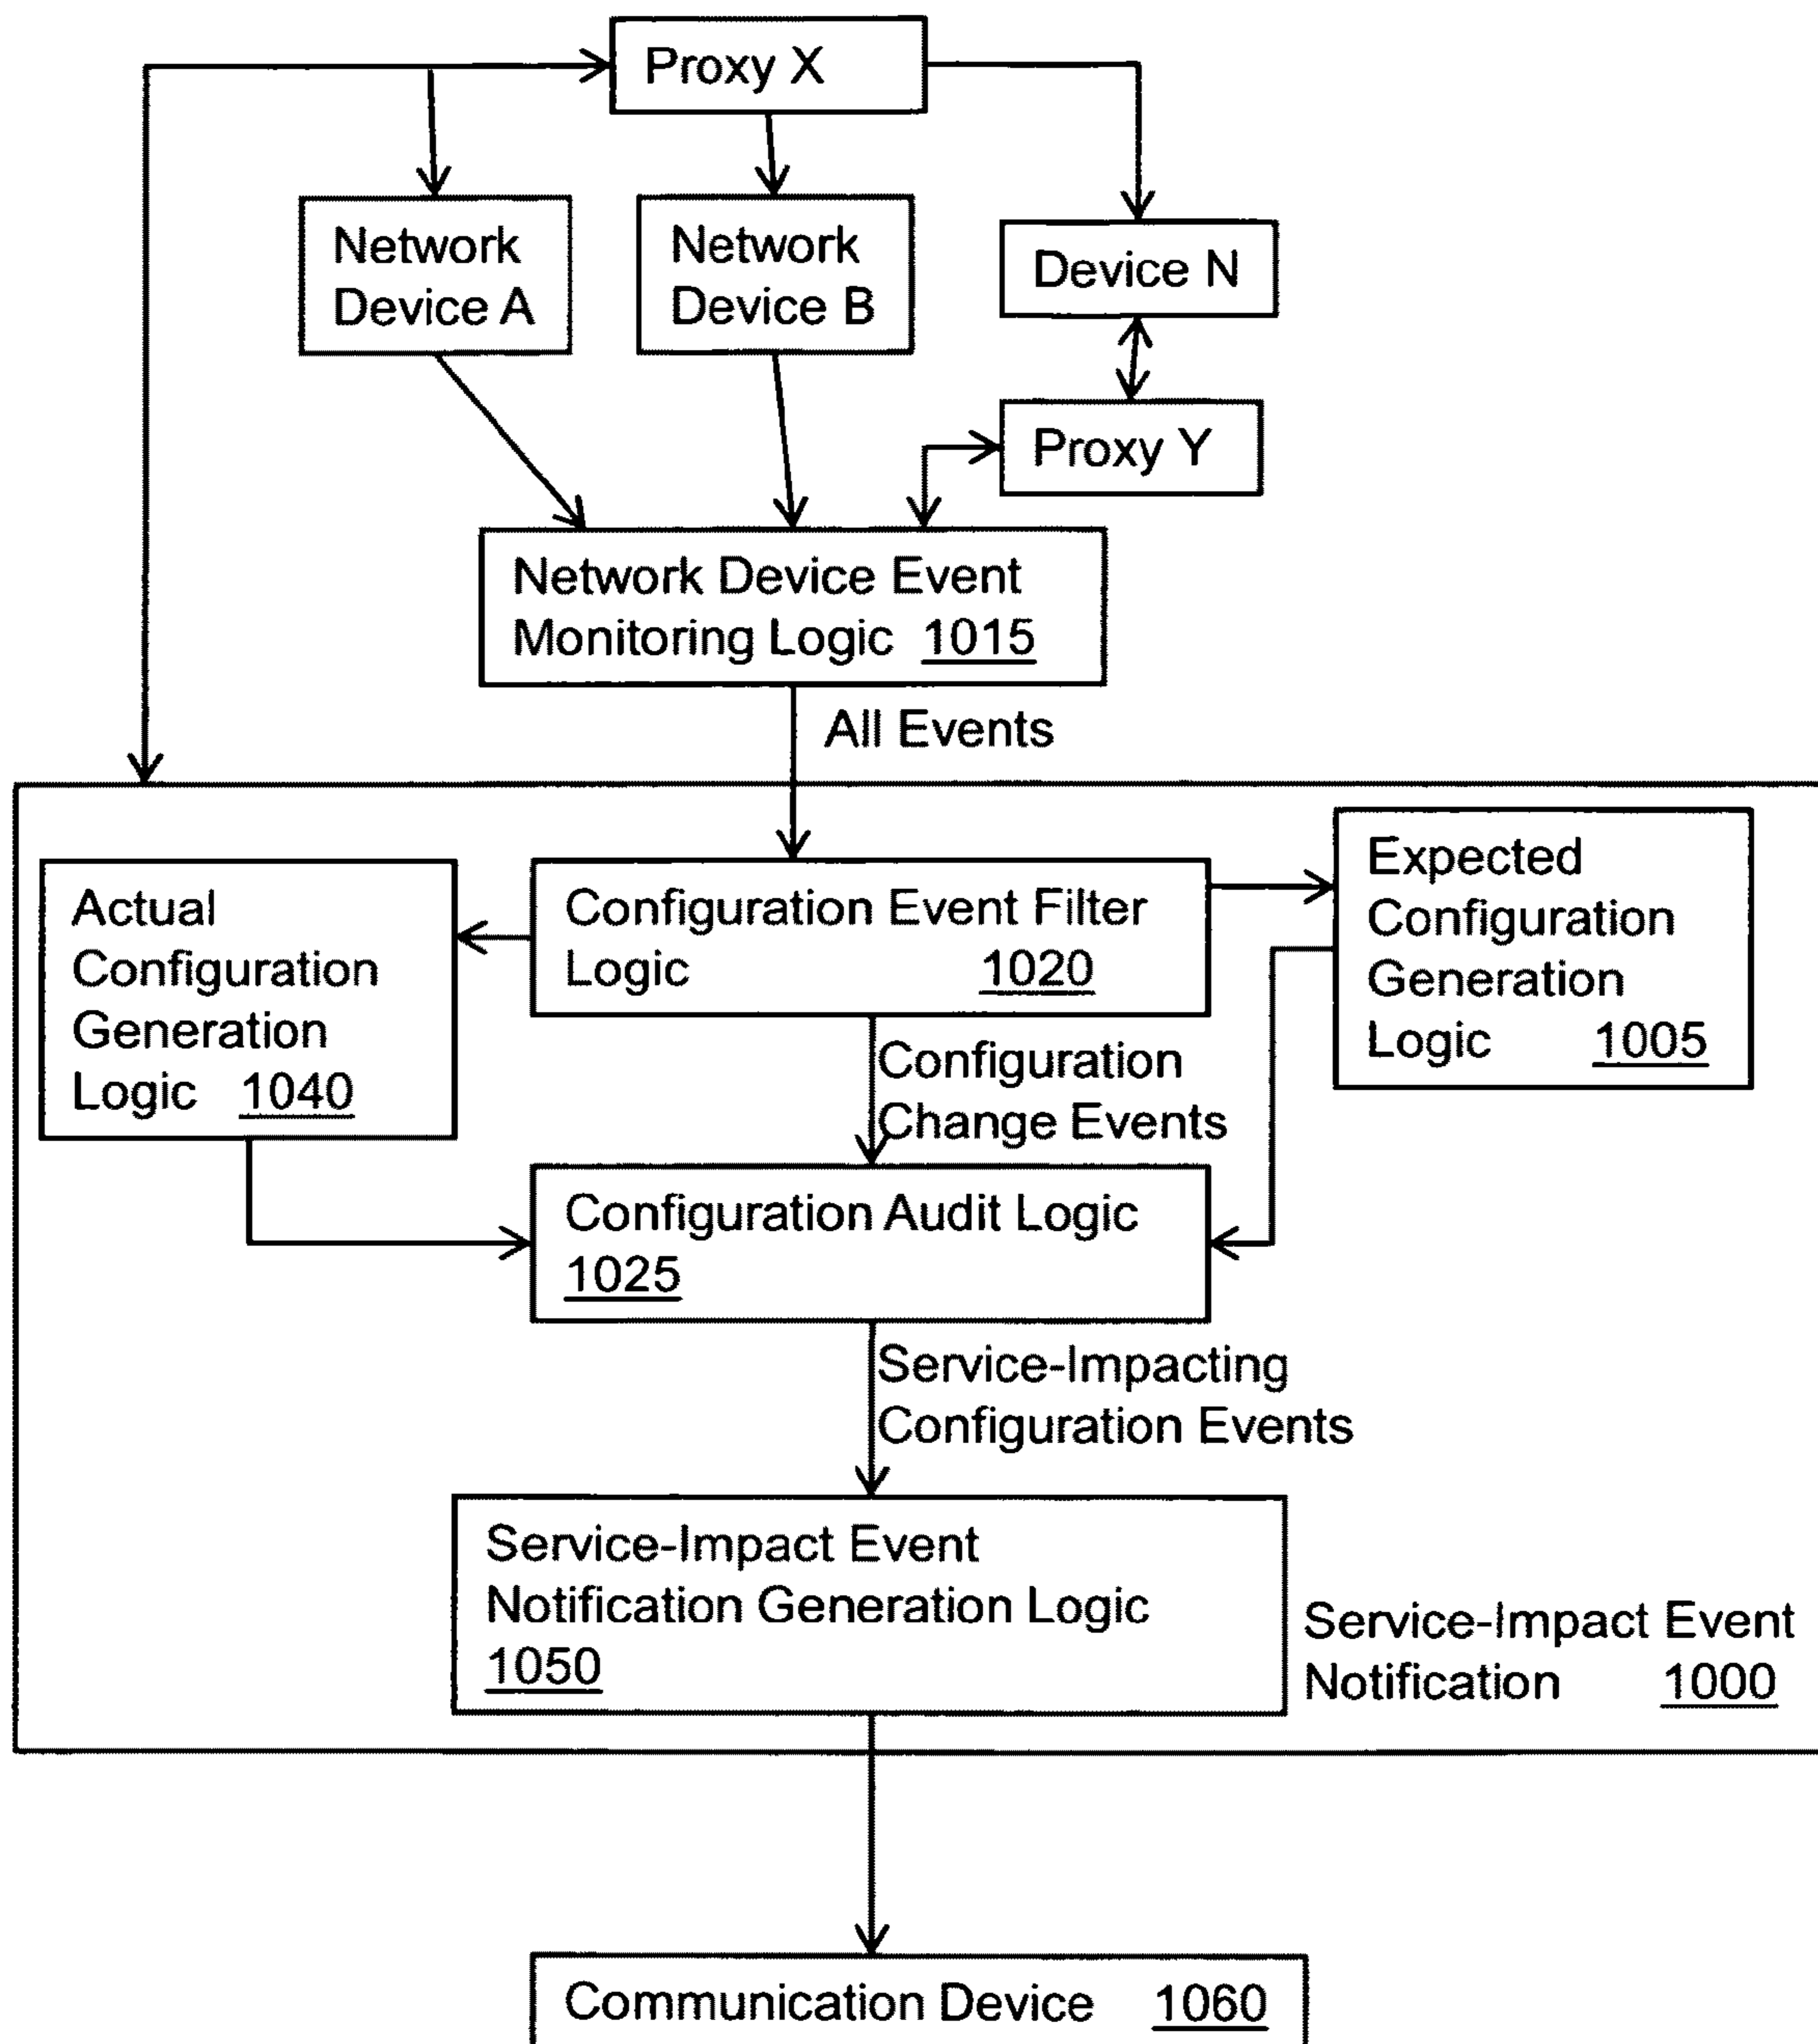 Proxy X
Network
Device A
Network
Device B
Device N
Proxy Y
Network Device Event
Monitoring Logic 1015
All Events
Actual
Configuration
Generation
Logic 1040
Configuration Event Filter
Logic 1020
Expected
Configuration
Generation
Logic 1005
Configuration
Change Events
Configuration Audit Logic
1025
Service-Impacting
Configuration Events
Service-Impact Event
Notification Generation Logic
1050
Service-Impact Event
Notification 1000
Communication Device 1060